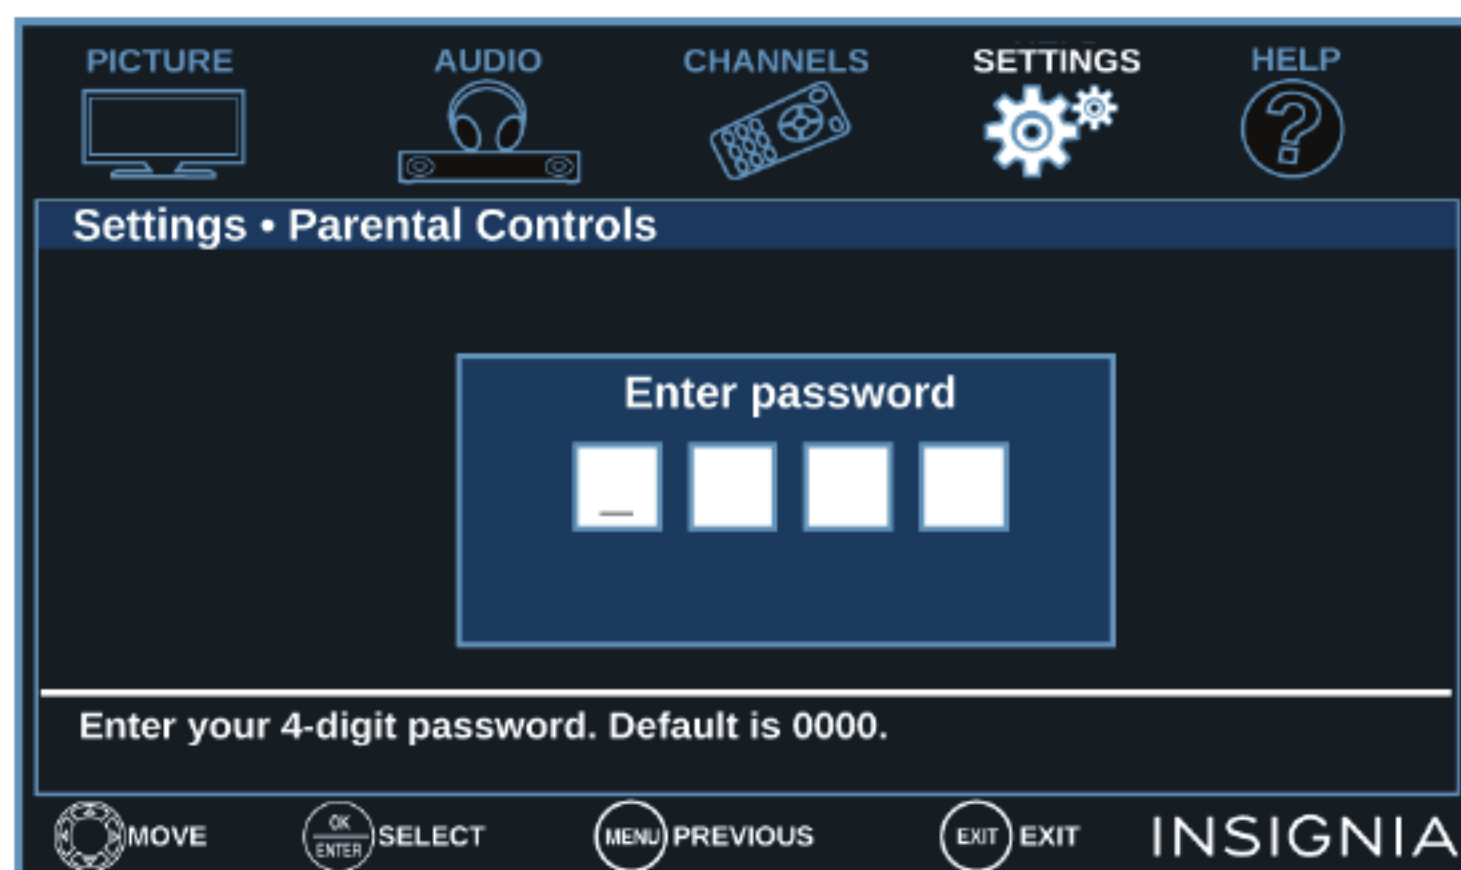 PICTURE AUDIO CHANNELS SETTINGS HELP
Settings • Parental Controls
Enter password
_
Enter your 4-digit password. Default is 0000.
MOVE OK ENTER SELECT MENU PREVIOUS EXIT EXIT INSIGNIA